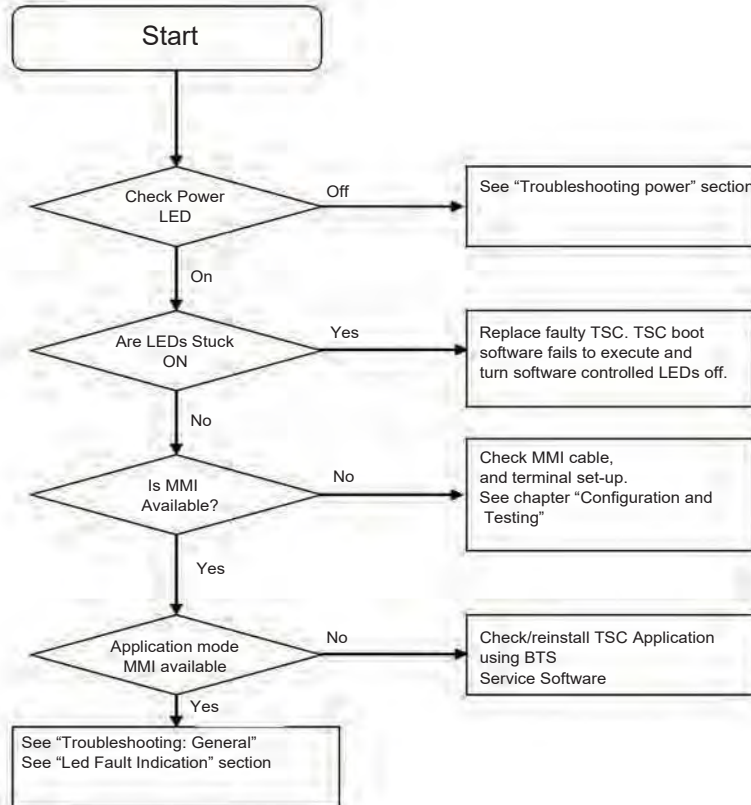 Start
Check Power
LED
Off
See “Troubleshooting power” section
On
Are LEDs Stuck
ON
Yes
Replace faulty TSC. TSC boot
software fails to execute and
turn software controlled LEDs off.
No
Is MMI
Available?
No
Check MMI cable,
and terminal set-up.
See chapter “Configuration and
Testing”
Yes
Application mode
MMI available
No
Check/reinstall TSC Application
using BTS
Service Software
Yes
See “Troubleshooting: General”
See “Led Fault Indication” section